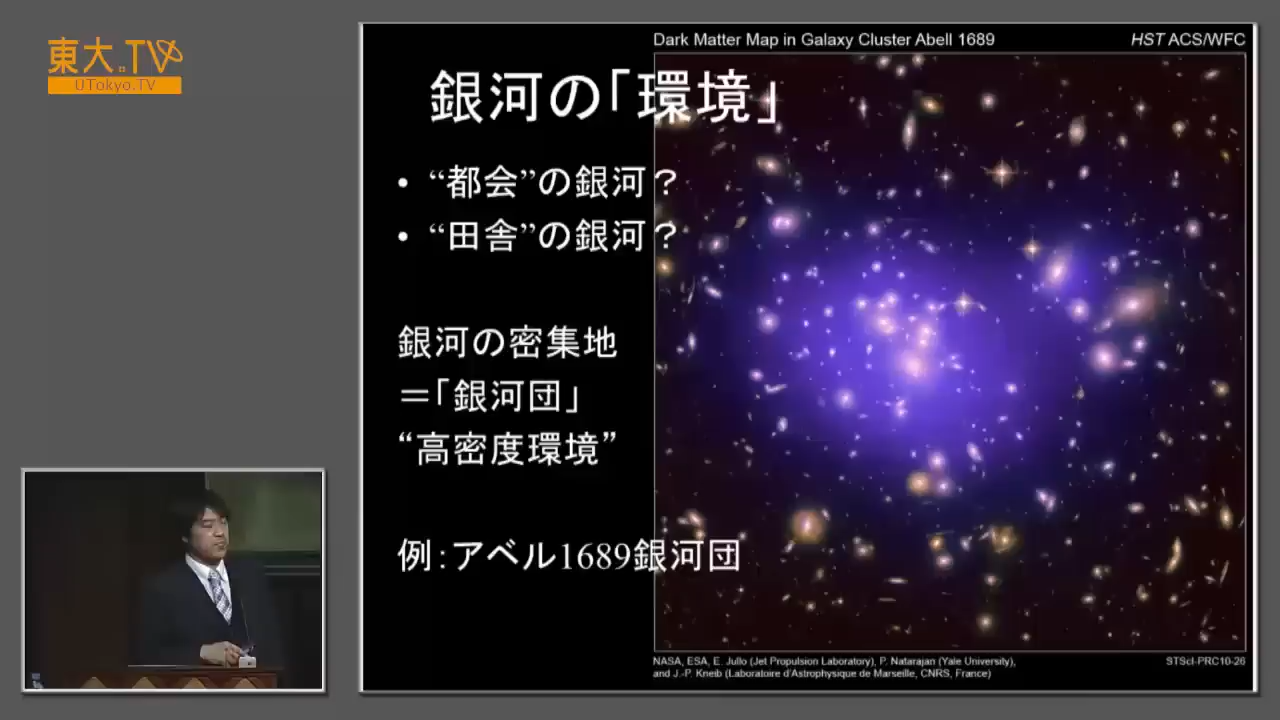 東大.TV
UTokyo.TV
Dark Matter Map in Galaxy Cluster Abell 1689
HST ACS/WFC
銀河の「環境」
• “都会”の銀河？
• “田舎”の銀河？
銀河の密集地
＝「銀河団」
“高密度環境”
例：アベル1689銀河団
NASA, ESA, E. Jullo (Jet Propulsion Laboratory), P. Natarajan (Yale University),
and J.-P. Kneib (Laboratoire d'Astrophysique de Marseille, CNRS, France)
STScI-PRC10-26